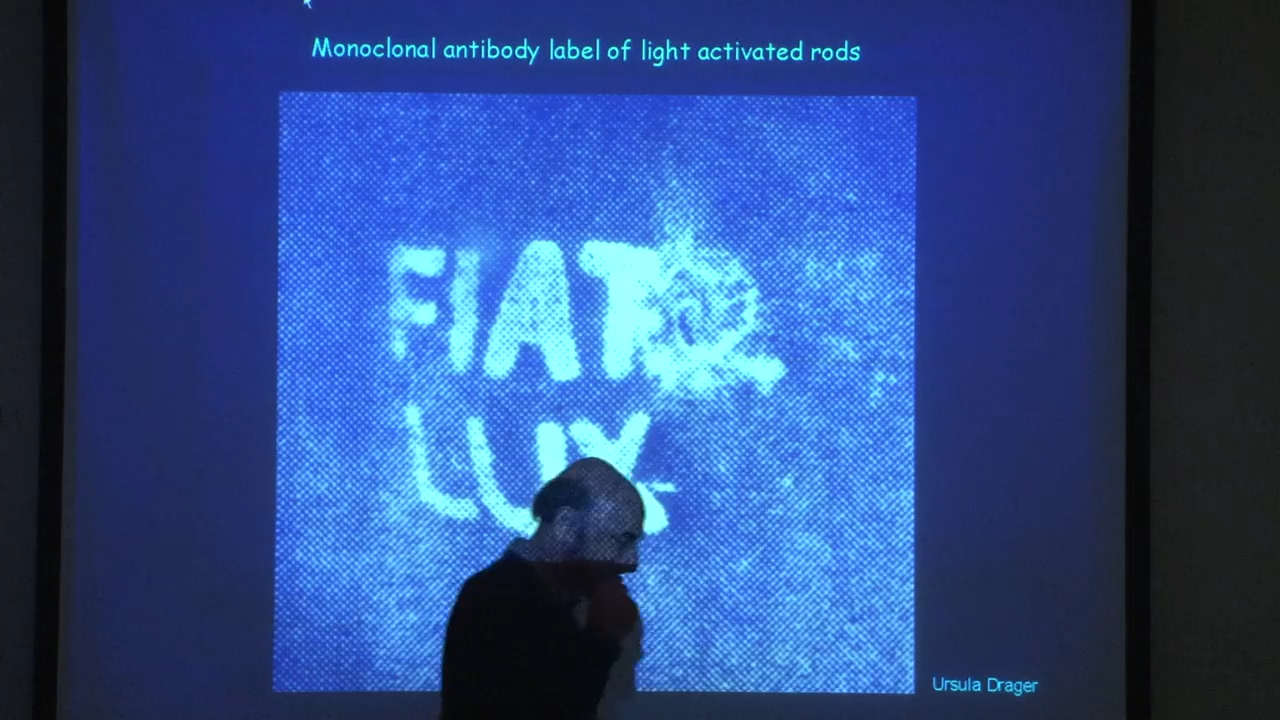 Monoclonal antibody label of light activated rods
FIAT
LUX
Ursula Drager